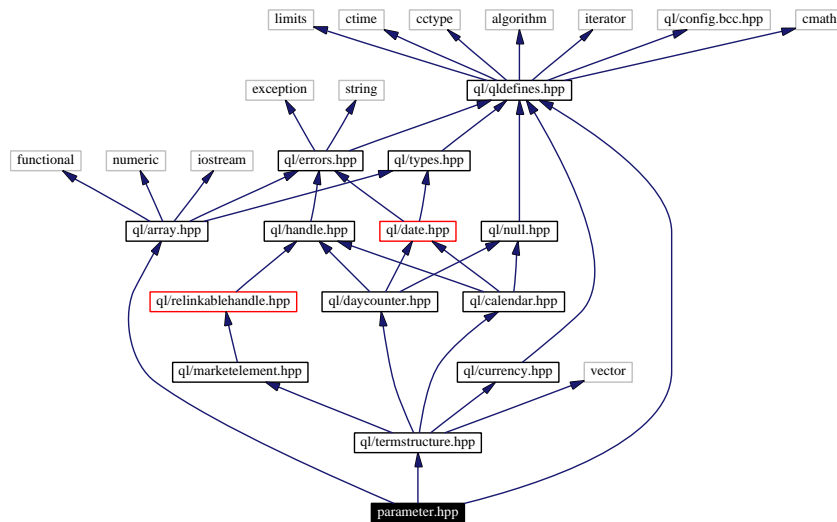 limits
ctime
cctype
algorithm
iterator
ql/config.bcc.hpp
cmath
exception
string
ql/qldefines.hpp
functional
numeric
iostream
ql/errors.hpp
ql/types.hpp
ql/array.hpp
ql/handle.hpp
ql/date.hpp
ql/null.hpp
ql/relinkablehandle.hpp
ql/daycounter.hpp
ql/calendar.hpp
ql/marketelement.hpp
ql/currency.hpp
vector
ql/termstructure.hpp
parameter.hpp